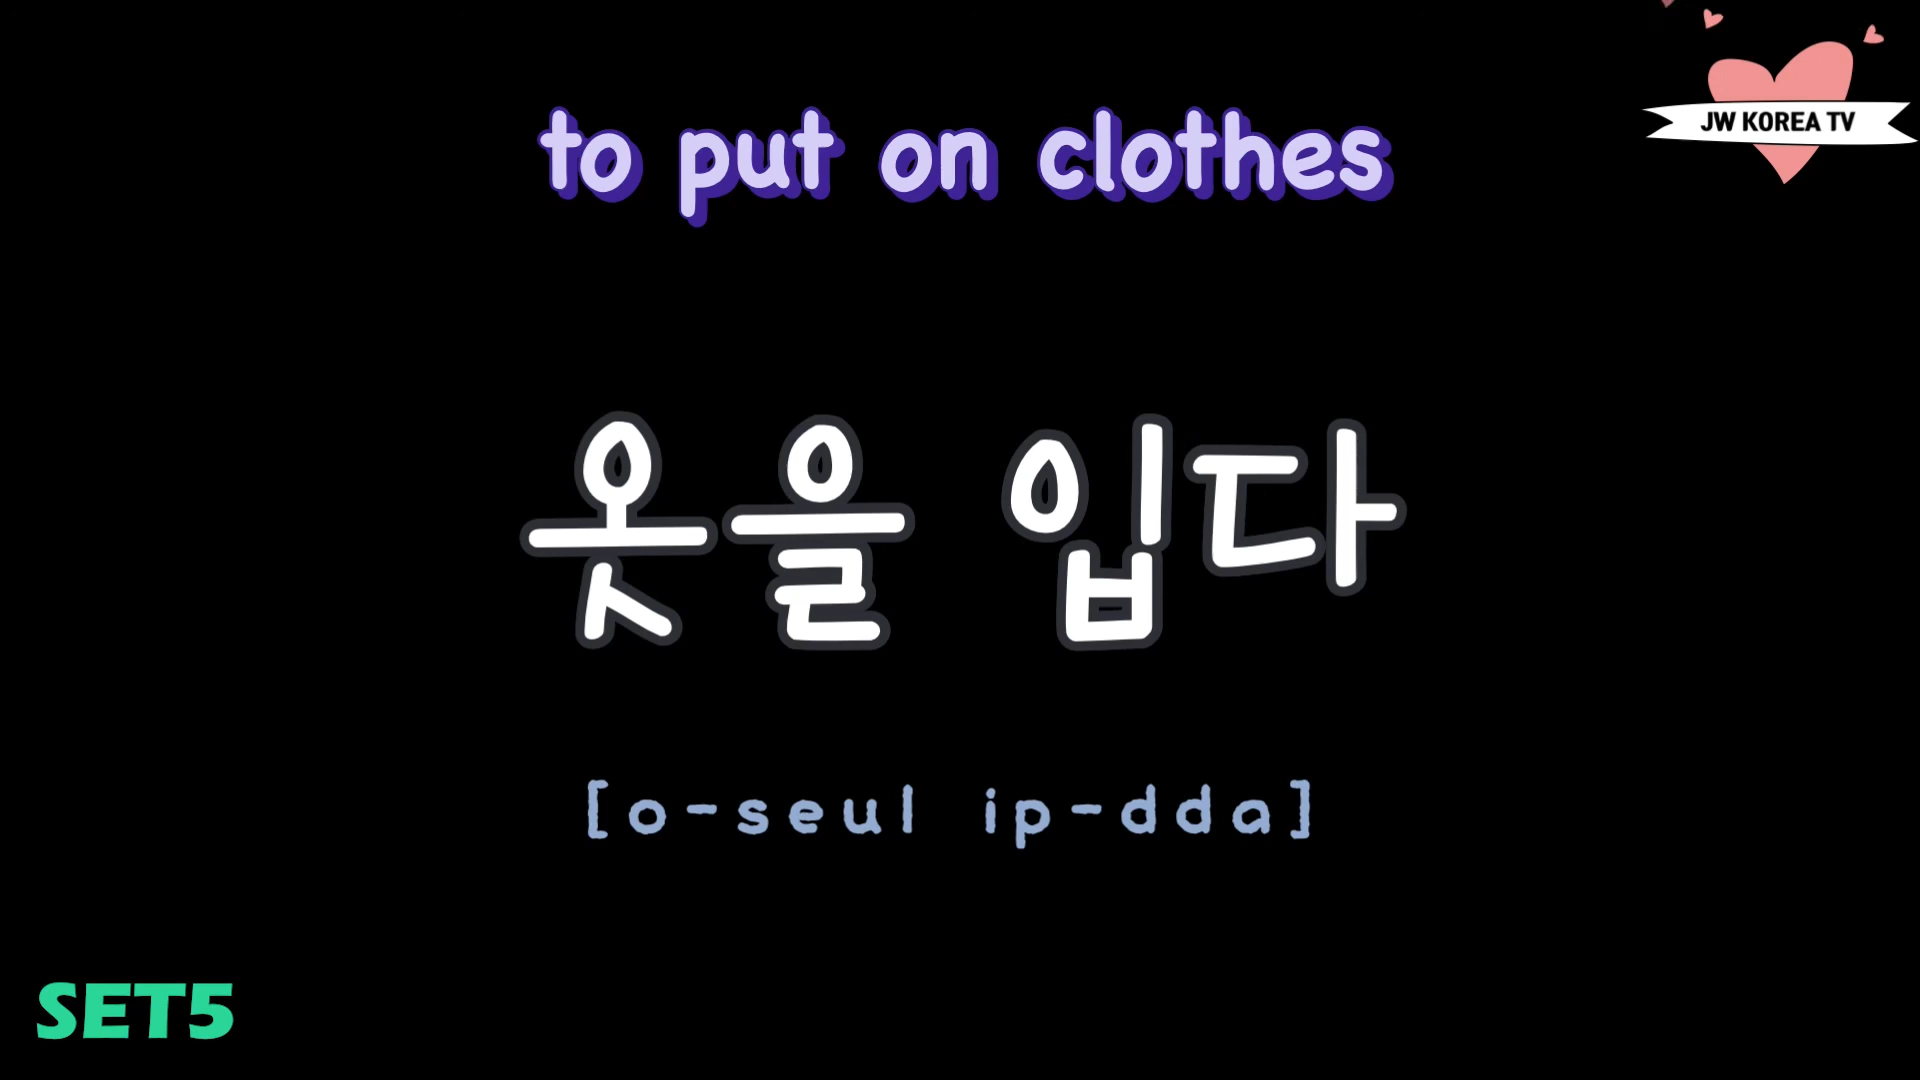 to put on clothes
JW KOREA TV
옷을 입다
[o-seul ip-dda]
SET5